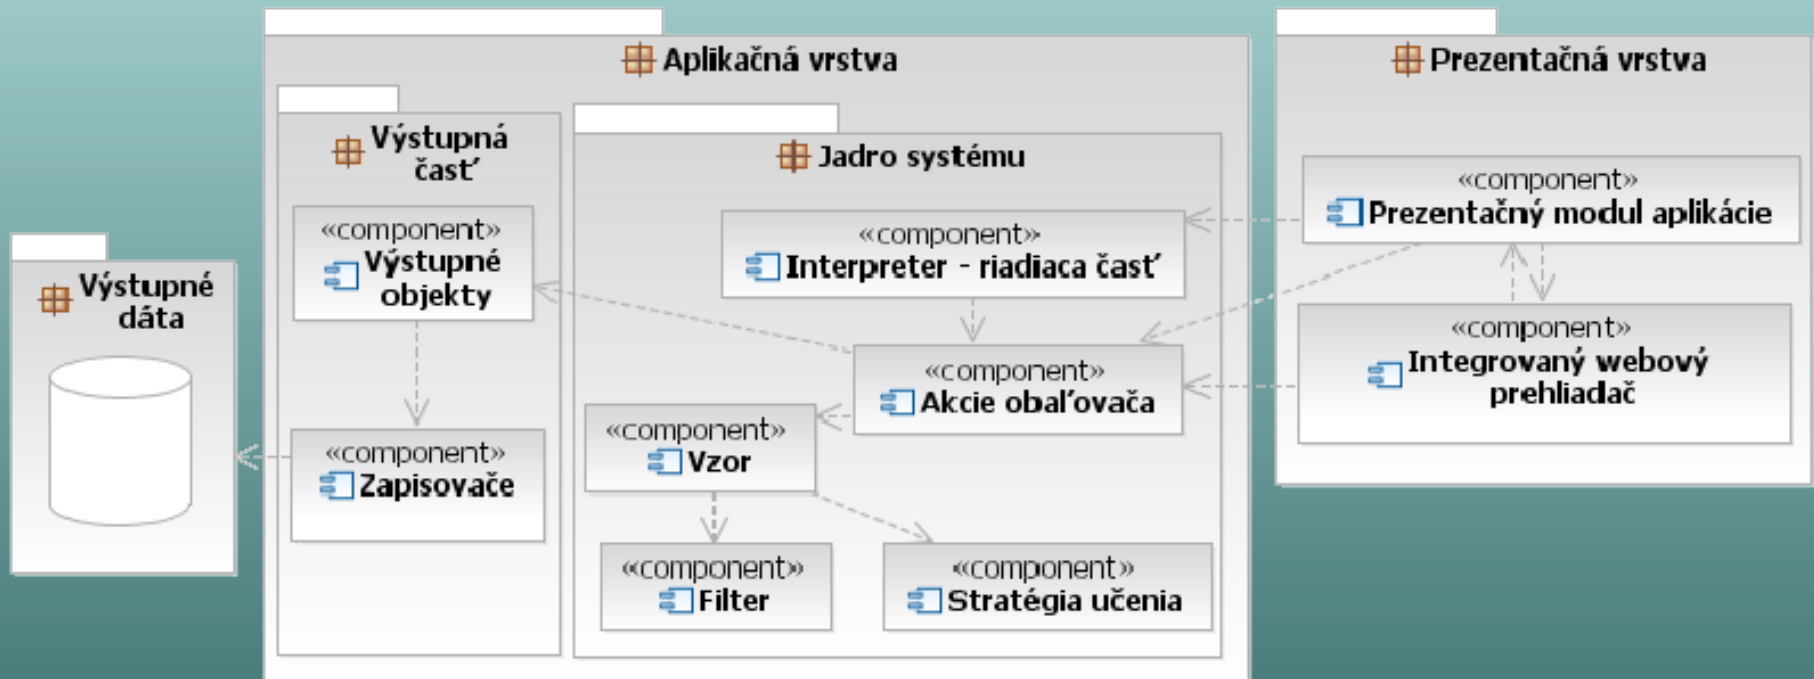 Aplikačná vrstva
Prezentačná vrstva
Výstupná
časť
Jadro systému
«component»
Prezentačný modul aplikácie
«component»
Výstupné
objekty
«component»
Interpreter - riadiaca časť
Výstupné
dáta
«component»
Integrovaný webový
prehliadač
«component»
Akcie obaľovača
«component»
Vzor
«component»
Zapisovače
«component»
Filter
«component»
Stratégia učenia